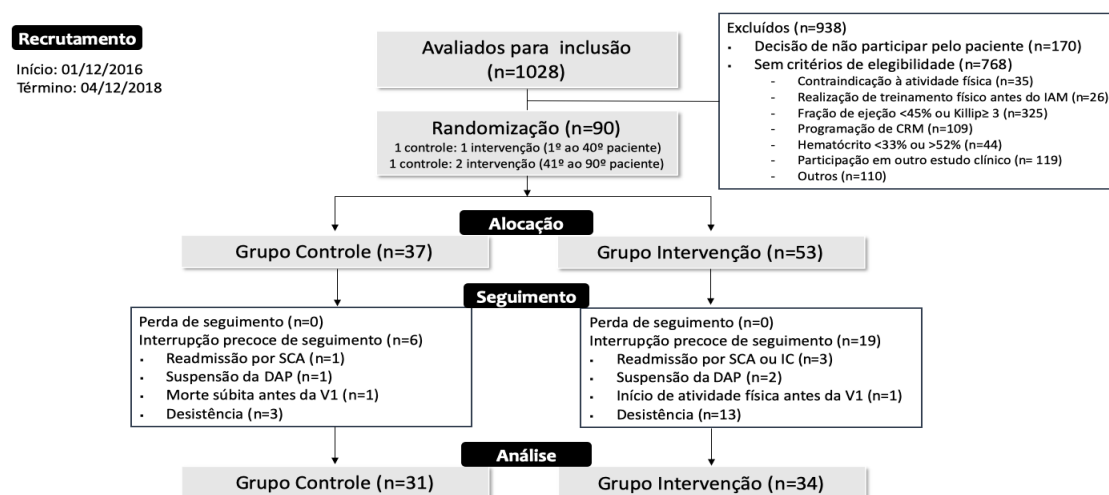 Recrutamento
Início: 01/12/2016
Término: 04/12/2018
Avaliados para inclusão
(n=1028)
Excluídos (n=938)
▪ Decisão de não participar pelo paciente (n=170)
▪ Sem critérios de elegibilidade (n=768)
- Contraindicação à atividade física (n=35)
- Realização de treinamento físico antes do IAM (n=26)
- Fração de ejeção <45% ou Killip≥ 3 (n=325)
- Programação de CRM (n=109)
- Hematócrito <33% ou >52% (n=44)
- Participação em outro estudo clínico (n= 119)
- Outros (n=110)
Randomização (n=90)
1 controle: 1 intervenção (1º ao 40º paciente)
1 controle: 2 intervenção (41º ao 90º paciente)
Alocação
Grupo Controle (n=37)
Grupo Intervenção (n=53)
Seguimento
Perda de seguimento (n=0)
Interrupção precoce de seguimento (n=6)
▪ Readmissão por SCA (n=1)
▪ Suspensão da DAP (n=1)
▪ Morte súbita antes da V1 (n=1)
▪ Desistência (n=3)
Perda de seguimento (n=0)
Interrupção precoce de seguimento (n=19)
▪ Readmissão por SCA ou IC (n=3)
▪ Suspensão da DAP (n=2)
▪ Início de atividade física antes da V1 (n=1)
▪ Desistência (n=13)
Análise
Grupo Controle (n=31)
Grupo Intervenção (n=34)